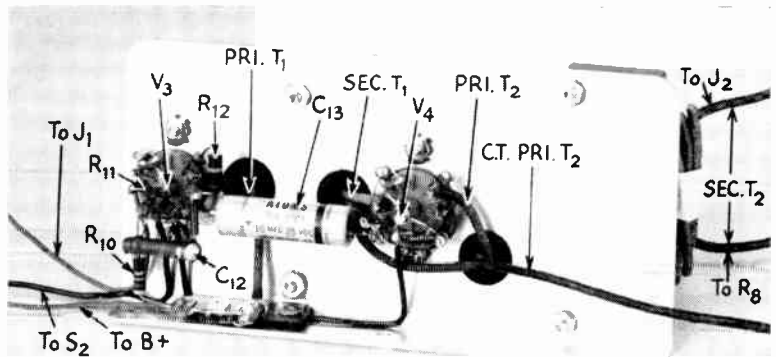 PRI. T1
V3
R12
SEC. T1
C13
PRI. T2
V4
To J2
To J1
R11
C.T. PRI. T2
SEC. T2
R10
C12
To R8
To S2
To B+